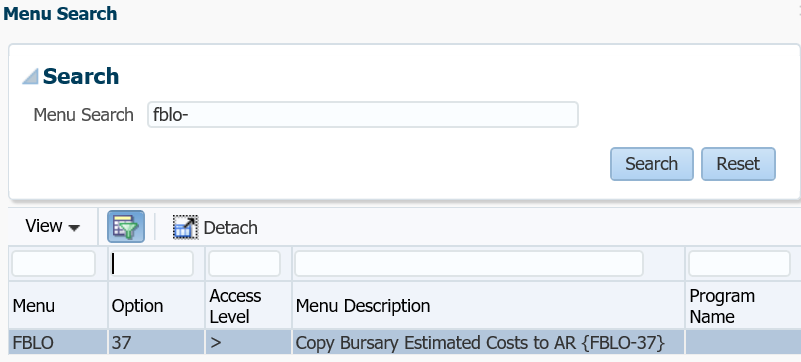 Menu Search
Search
Menu Search fblo-
Search Reset
View Detach
Menu Option Access Level Menu Description Program Name
FBLO 37 > Copy Bursary Estimated Costs to AR {FBLO-37}